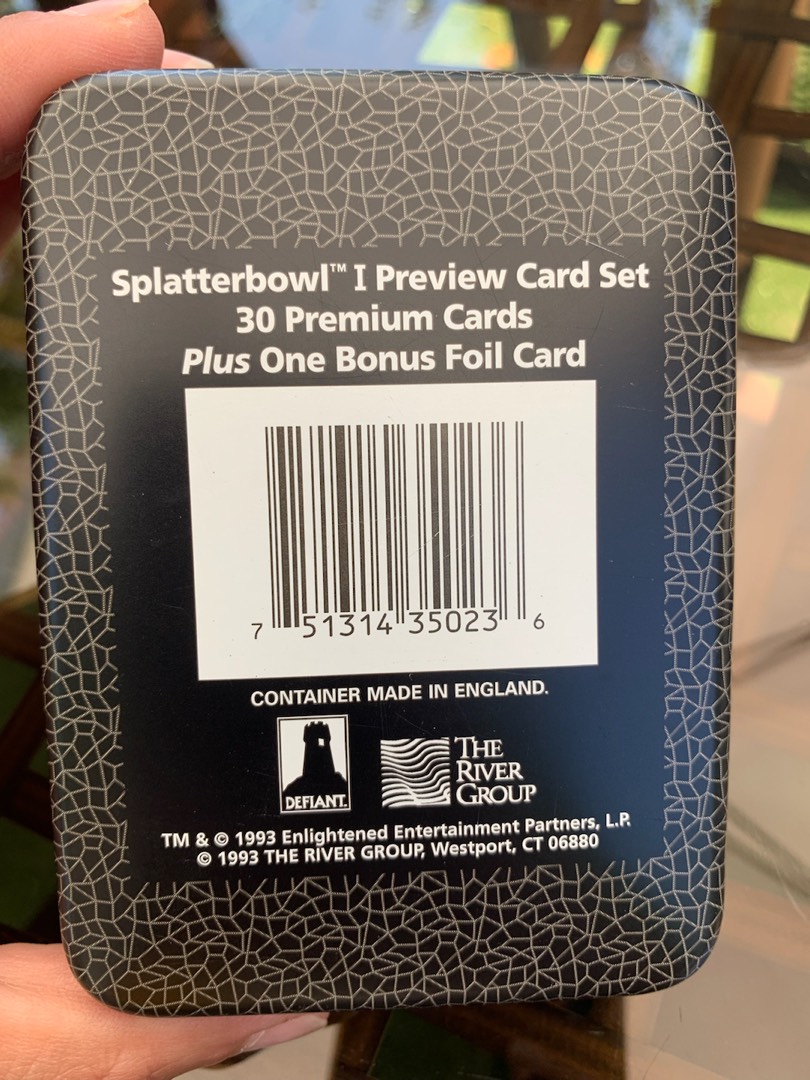 Splatterbowl™ I Preview Card Set
30 Premium Cards
Plus One Bonus Foil Card
7 51314 35023 6
CONTAINER MADE IN ENGLAND.
DEFIANT.
THE
RIVER
GROUP
TM & © 1993 Enlightened Entertainment Partners, L.P.
© 1993 THE RIVER GROUP, Westport, CT 06880